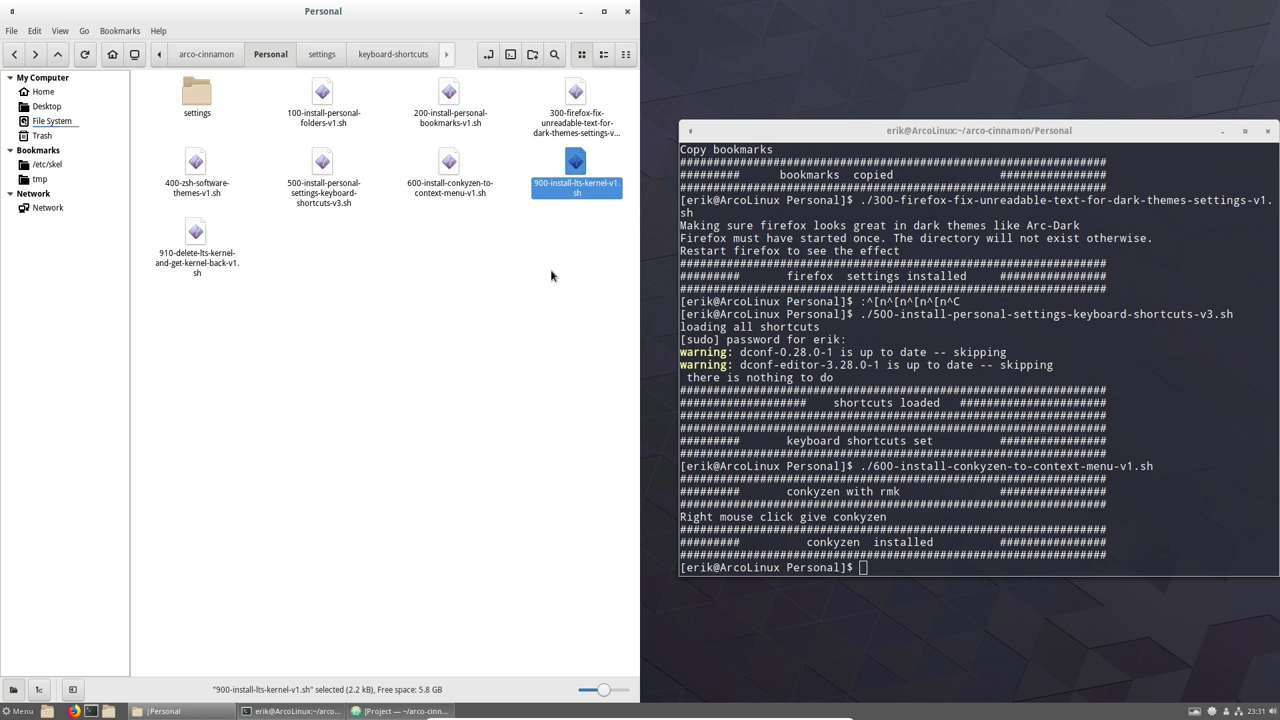 Personal
File Edit View Go Bookmarks Help
arco-cinnamon Personal settings keyboard-shortcuts
My Computer
Home
Desktop
File System
Trash
Bookmarks
/etc/skel
tmp
Network
Network
settings
100-install-personal-
folders-v1.sh
200-install-personal-
bookmarks-v1.sh
300-firefox-fix-
unreadable-text-for-
dark-themes-settings-v...
400-zsh-software-
themes-v1.sh
500-install-personal-
settings-keyboard-
shortcuts-v3.sh
600-install-conkyzen-to-
context-menu-v1.sh
900-install-lts-kernel-v1.
sh
910-delete-lts-kernel-
and-get-kernel-back-v1.
sh
"900-install-lts-kernel-v1.sh" selected (2.2 kB), Free space: 5.8 GB
erik@ArcoLinux:~/arco-cinnamon/Personal
Copy bookmarks
################################################################
######### bookmarks copied ################
################################################################
[erik@ArcoLinux Personal]$ ./300-firefox-fix-unreadable-text-for-dark-themes-settings-v1.
sh
Making sure firefox looks great in dark themes like Arc-Dark
Firefox must have started once. The directory will not exist otherwise.
Restart firefox to see the effect
################################################################
######### firefox settings installed ################
################################################################
[erik@ArcoLinux Personal]$ :^[n^[n^[n^[n^C
[erik@ArcoLinux Personal]$ ./500-install-personal-settings-keyboard-shortcuts-v3.sh
loading all shortcuts
[sudo] password for erik:
warning: dconf-0.28.0-1 is up to date -- skipping
warning: dconf-editor-3.28.0-1 is up to date -- skipping
there is nothing to do
################################################################
################### shortcuts loaded ######################
################################################################
################################################################
######### keyboard shortcuts set ################
################################################################
[erik@ArcoLinux Personal]$ ./600-install-conkyzen-to-context-menu-v1.sh
################################################################
######### conkyzen with rmk ################
################################################################
Right mouse click give conkyzen
################################################################
######### conkyzen installed ################
################################################################
[erik@ArcoLinux Personal]$
Menu [Personal erik@ArcoLinux:~/arco... [Project — ~/arco-cinn... 23:31